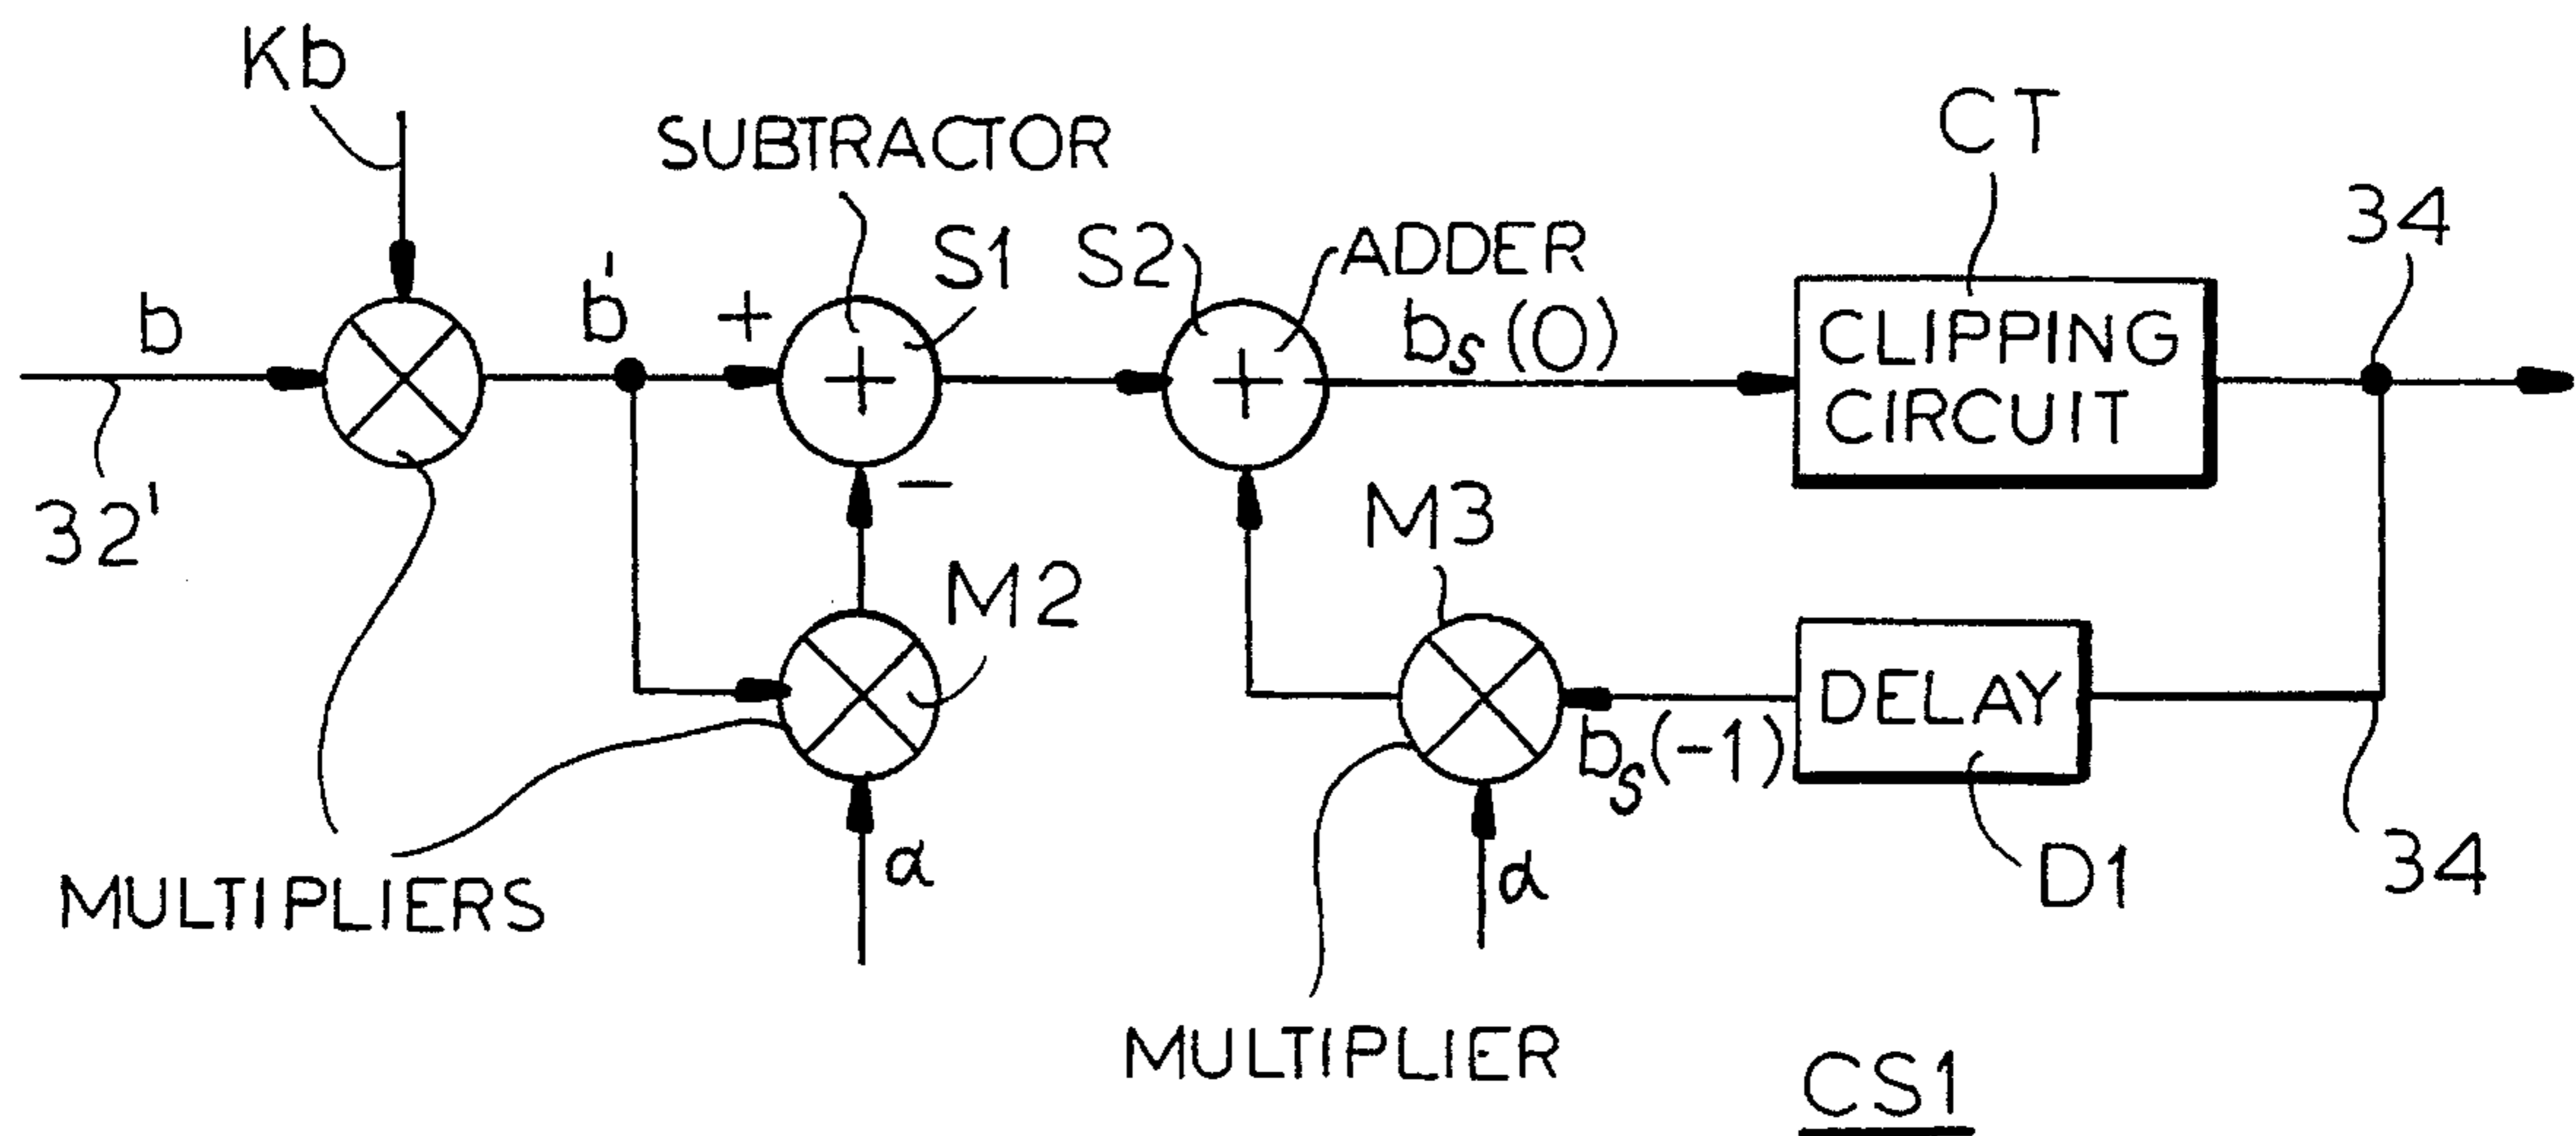 Kb
SUBTRACTOR
CT
34
S1
S2
ADDER
b
b'
+
bs(0)
CLIPPING
CIRCUIT
+
+
32'
−
M3
M2
bs(-1)
DELAY
α
α
34
D1
MULTIPLIERS
MULTIPLIER
CS1